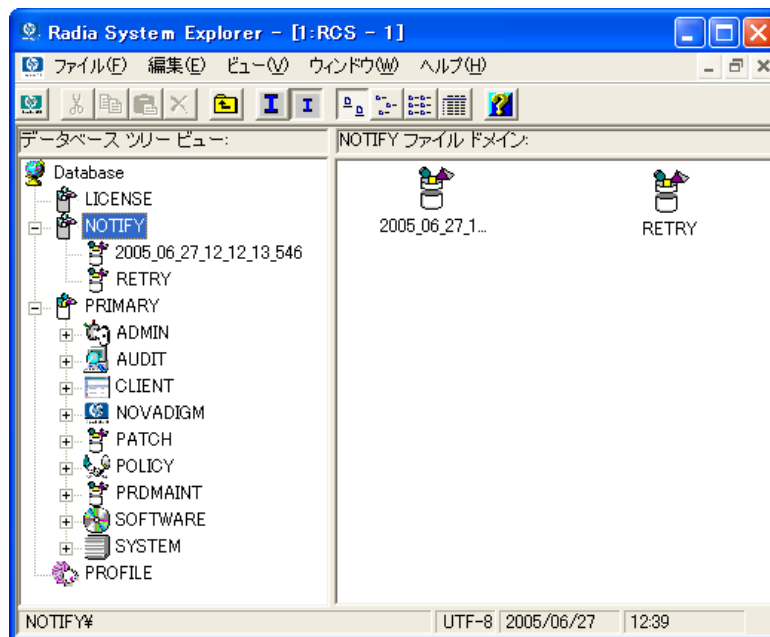 Radia System Explorer - [1:RCS - 1]
ファイル(F) 編集(E) ビュー(V) ウィンドウ(W) ヘルプ(H)
データベース ツリー ビュー:
NOTIFY ファイル ドメイン:
Database
LICENSE
NOTIFY
2005_06_27_12_12_13_546
RETRY
PRIMARY
ADMIN
AUDIT
CLIENT
NOVADIGM
PATCH
POLICY
PRDMAINT
SOFTWARE
SYSTEM
PROFILE
2005_06_27_1...
RETRY
NOTIFY¥ UTF-8 2005/06/27 12:39